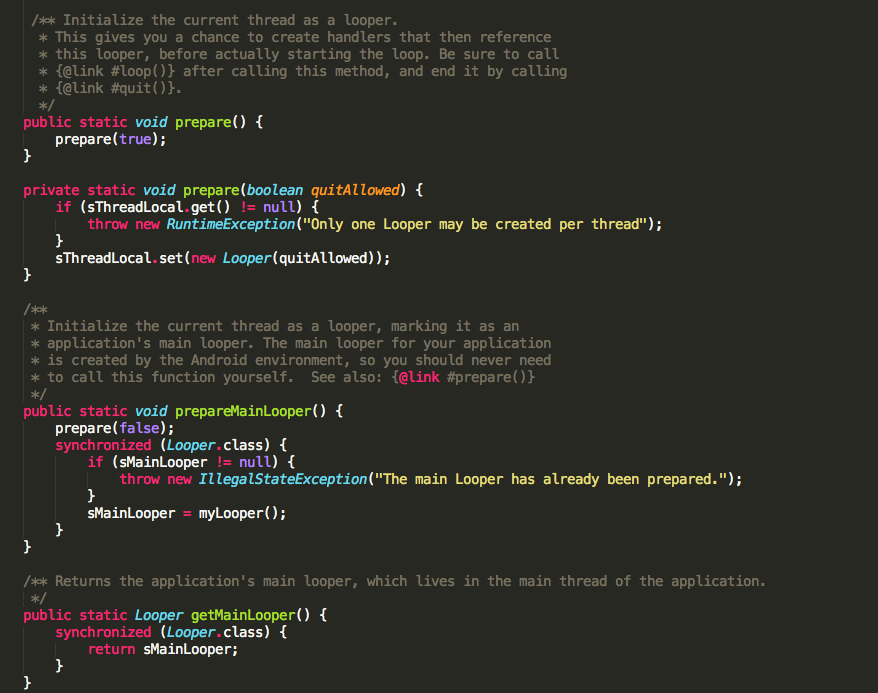 /** Initialize the current thread as a looper.
  * This gives you a chance to create handlers that then reference
  * this looper, before actually starting the loop. Be sure to call
  * {@link #loop()} after calling this method, and end it by calling
  * {@link #quit()}.
  */
public static void prepare() {
    prepare(true);
}

private static void prepare(boolean quitAllowed) {
    if (sThreadLocal.get() != null) {
        throw new RuntimeException("Only one Looper may be created per thread");
    }
    sThreadLocal.set(new Looper(quitAllowed));
}

/**
 * Initialize the current thread as a looper, marking it as an
 * application's main looper. The main looper for your application
 * is created by the Android environment, so you should never need
 * to call this function yourself.  See also: {@link #prepare()}
 */
public static void prepareMainLooper() {
    prepare(false);
    synchronized (Looper.class) {
        if (sMainLooper != null) {
            throw new IllegalStateException("The main Looper has already been prepared.");
        }
        sMainLooper = myLooper();
    }
}

/** Returns the application's main looper, which lives in the main thread of the application.
 */
public static Looper getMainLooper() {
    synchronized (Looper.class) {
        return sMainLooper;
    }
}